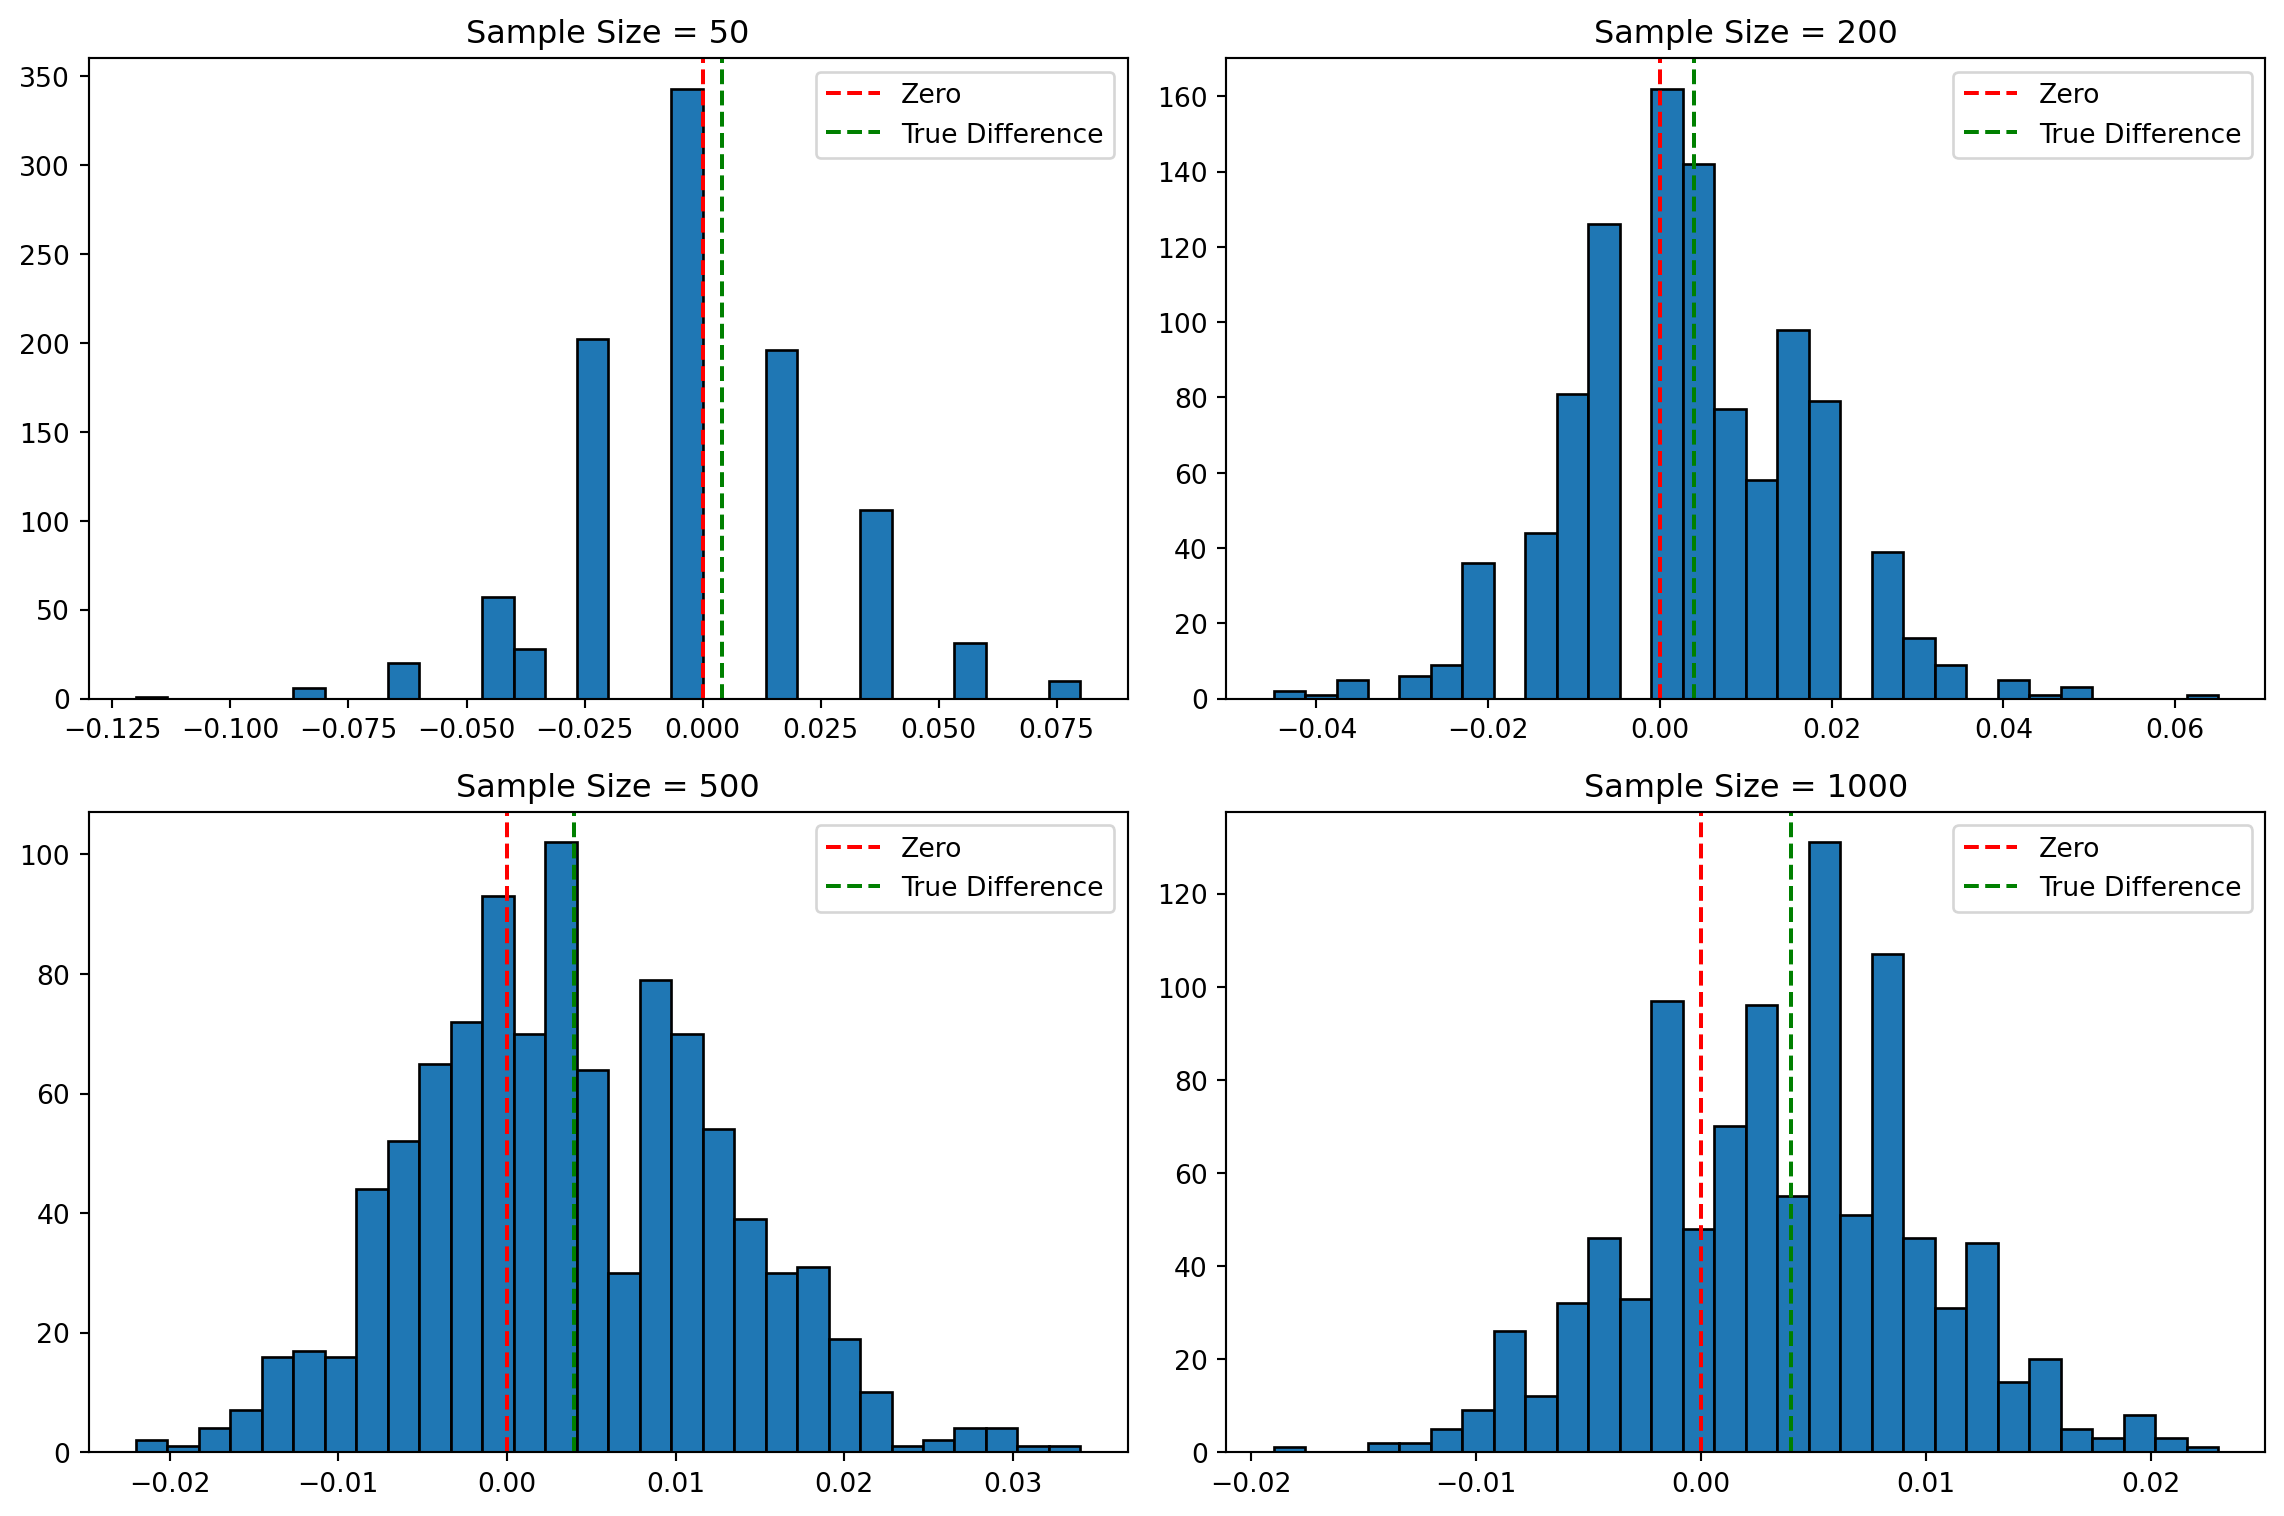 Sample Size = 50
350
300
250
200
150
100
50
0
−0.125 −0.100 −0.075 −0.050 −0.025 0.000 0.025 0.050 0.075
Zero
True Difference
Sample Size = 200
160
140
120
100
80
60
40
20
0
−0.04 −0.02 0.00 0.02 0.04 0.06
Zero
True Difference
Sample Size = 500
100
80
60
40
20
0
−0.02 −0.01 0.00 0.01 0.02 0.03
Zero
True Difference
Sample Size = 1000
120
100
80
60
40
20
0
−0.02 −0.01 0.00 0.01 0.02
Zero
True Difference